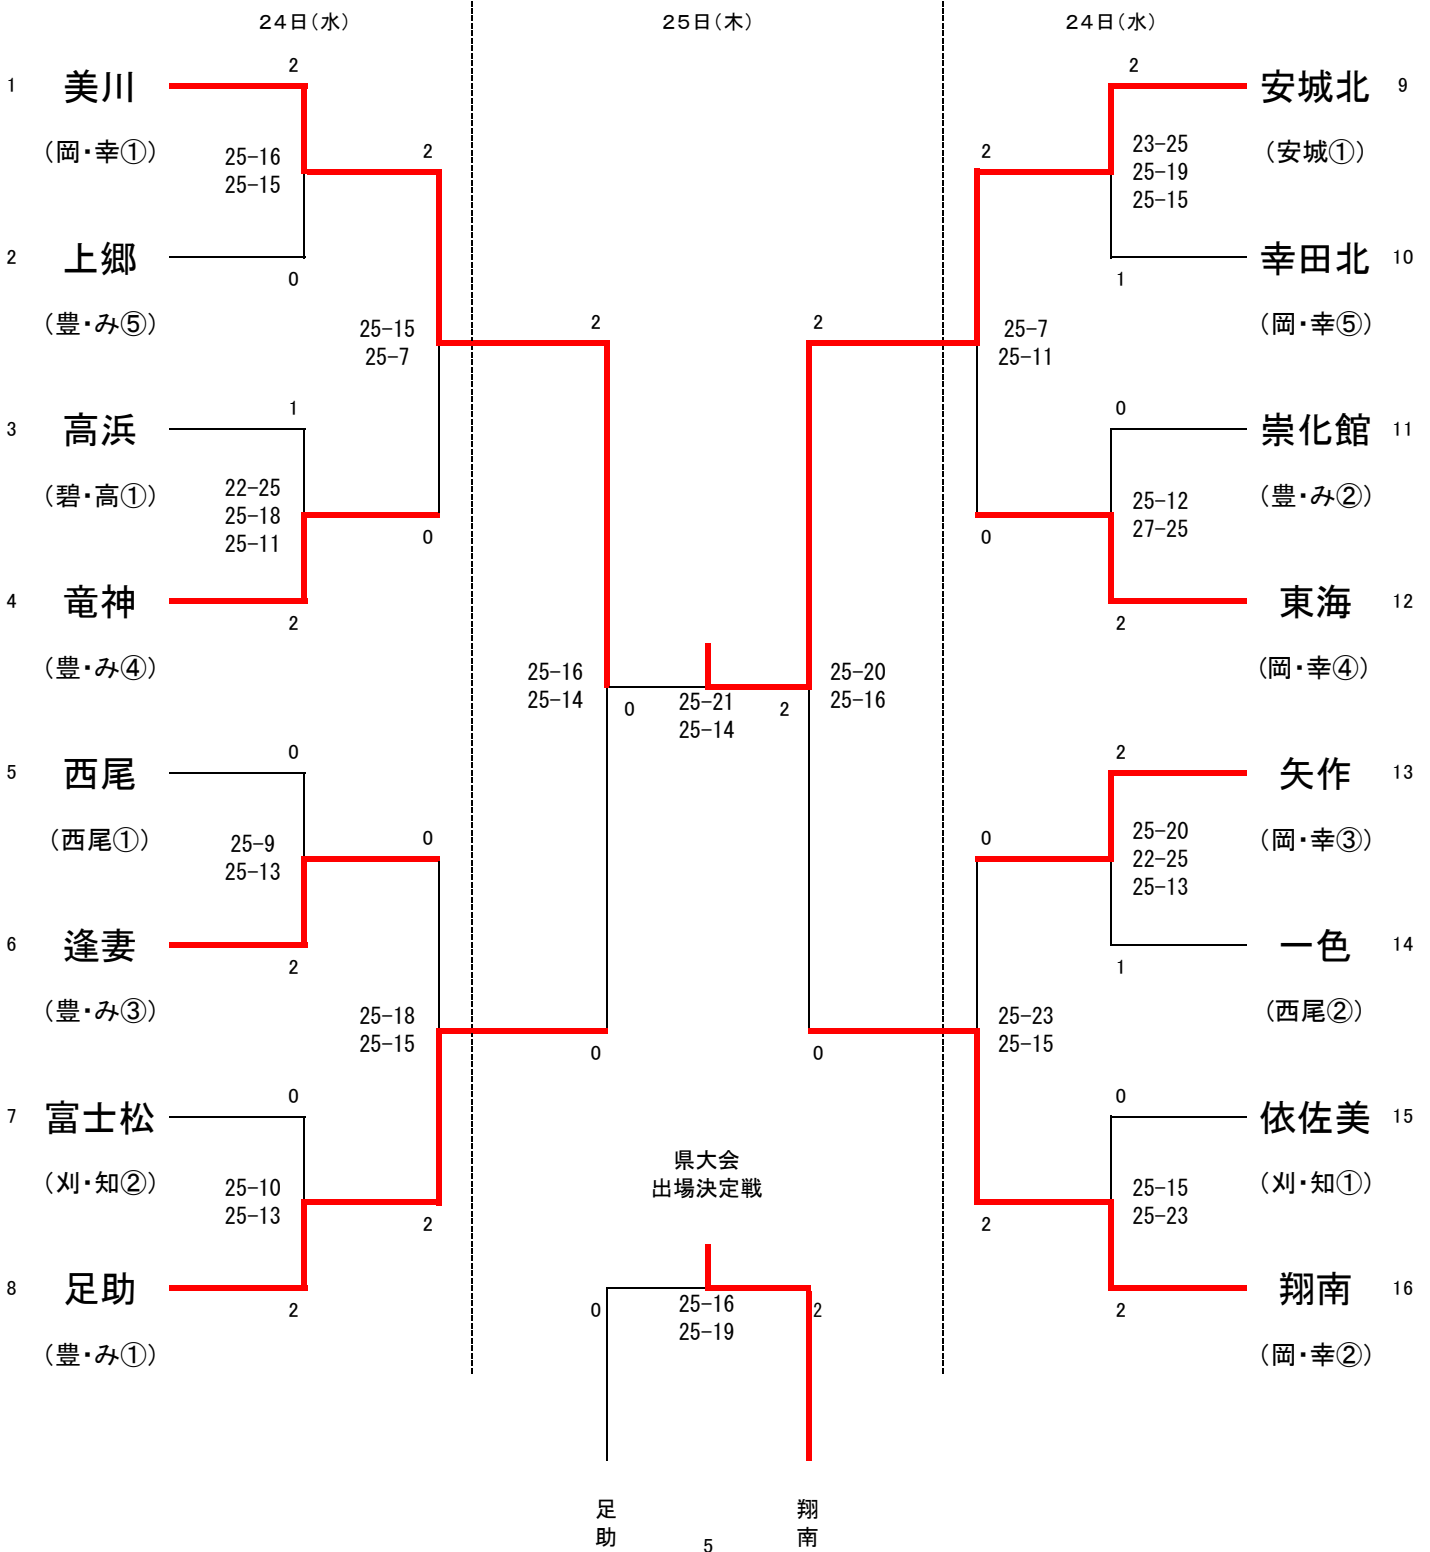 24日（水）
25日（木）
24日（水）
1
美川
（岡・幸①）
2
25-16
25-15
2
上郷
（豊・み⑤）
0
2
25-15
25-7
3
高浜
（碧・高①）
1
22-25
25-18
25-11
0
4
竜神
（豊・み④）
2
5
西尾
（西尾①）
0
25-9
25-13
0
6
逢妻
（豊・み③）
2
25-18
25-15
7
富士松
（刈・知②）
0
25-10
25-13
2
8
足助
（豊・み①）
2
2
25-16
25-14
0
0
25-21
25-14
2
2
25-20
25-16
0
県大会
出場決定戦
0
25-16
25-19
2
足助
翔南
5
2
安城北
9
（安城①）
23-25
25-19
25-15
2
幸田北
10
（岡・幸⑤）
1
25-7
25-11
0
崇化館
11
（豊・み②）
25-12
27-25
0
東海
12
（岡・幸④）
2
2
矢作
13
（岡・幸③）
25-20
22-25
25-13
0
一色
14
（西尾②）
1
25-23
25-15
0
依佐美
15
（刈・知①）
25-15
25-23
2
翔南
16
（岡・幸②）
2